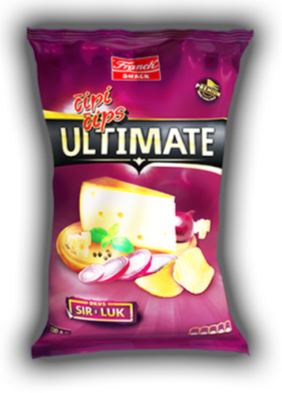 Franck
SNACK
čipi
čips
ULTIMATE
OKUS
SIR i LUK